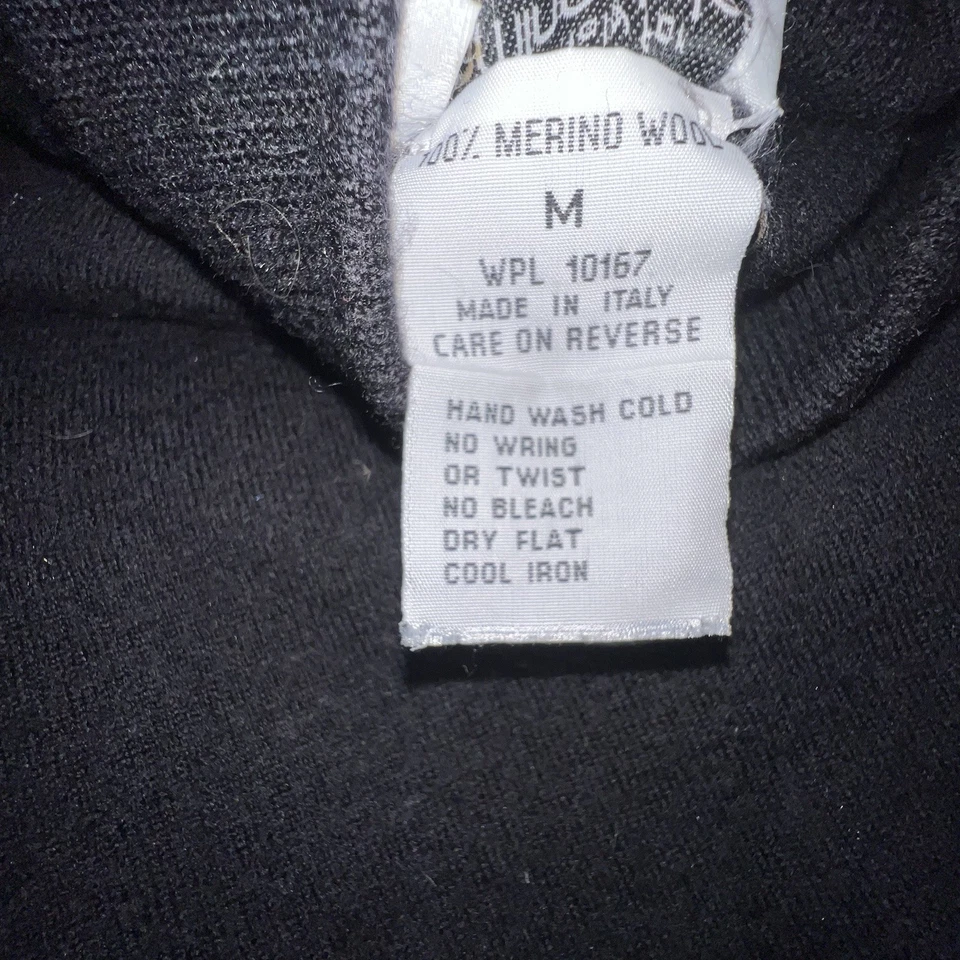 100% MERINO WOOL
M
WPL 10167
MADE IN ITALY
CARE ON REVERSE
HAND WASH COLD
NO WRING
OR TWIST
NO BLEACH
DRY FLAT
COOL IRON